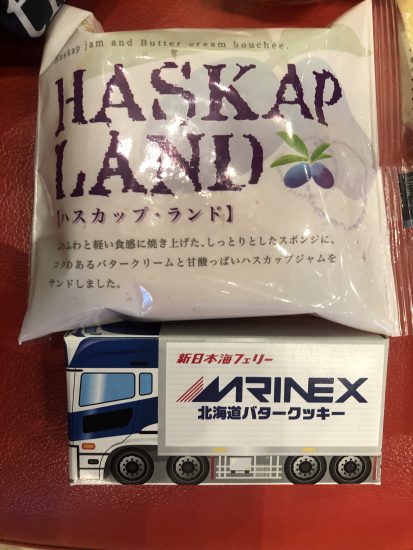 Haskap jam and Butter cream bouchée.
HASKAP
LAND
【ハスカップ・ランド】
ふわと軽い食感に焼き上げた、しっとりとしたスポンジに、
コクのあるバタークリームと甘酸っぱいハスカップジャムを
サンドしました。
新日本海フェリー
MARINEX
北海道バタークッキー